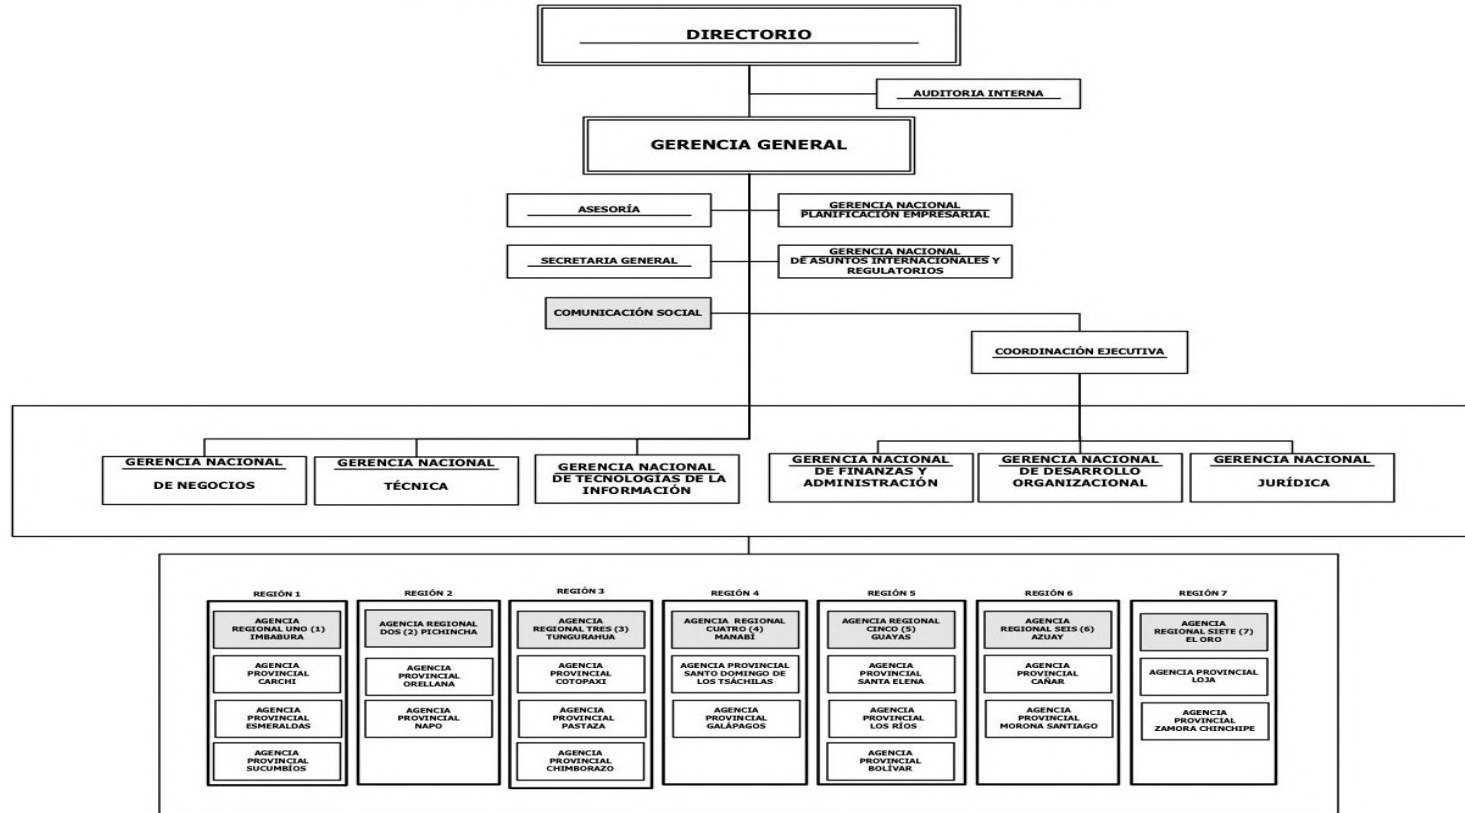 DIRECTORIO
AUDITORIA INTERNA
GERENCIA GENERAL
ASESORÍA
GERENCIA NACIONAL
PLANIFICACIÓN EMPRESARIAL
SECRETARIA GENERAL
GERENCIA NACIONAL
DE ASUNTOS INTERNACIONALES Y
REGULATORIOS
COMUNICACIÓN SOCIAL
COORDINACIÓN EJECUTIVA
GERENCIA NACIONAL
DE NEGOCIOS
GERENCIA NACIONAL
TÉCNICA
GERENCIA NACIONAL
DE TECNOLOGÍAS DE LA
INFORMACIÓN
GERENCIA NACIONAL
DE FINANZAS Y
ADMINISTRACIÓN
GERENCIA NACIONAL
DE DESARROLLO
ORGANIZACIONAL
GERENCIA NACIONAL
JURÍDICA
REGIÓN 1
AGENCIA
REGIONAL UNO (1)
IMBABURA
AGENCIA
PROVINCIAL
CARCHI
AGENCIA
PROVINCIAL
ESMERALDAS
AGENCIA
PROVINCIAL
SUCUMBÍOS
REGIÓN 2
AGENCIA REGIONAL
DOS (2) PICHINCHA
AGENCIA
PROVINCIAL
ORELLANA
AGENCIA
PROVINCIAL
NAPO
REGIÓN 3
AGENCIA
REGIONAL TRES (3)
TUNGURAHUA
AGENCIA
PROVINCIAL
COTOPAXI
AGENCIA
PROVINCIAL
PASTAZA
AGENCIA
PROVINCIAL
CHIMBORAZO
REGIÓN 4
AGENCIA REGIONAL
CUATRO (4)
MANABÍ
AGENCIA PROVINCIAL
SANTO DOMINGO DE
LOS TSÁCHILAS
AGENCIA
PROVINCIAL
GALÁPAGOS
REGIÓN 5
AGENCIA REGIONAL
CINCO (5)
GUAYAS
AGENCIA
PROVINCIAL
SANTA ELENA
AGENCIA
PROVINCIAL
LOS RÍOS
AGENCIA
PROVINCIAL
BOLÍVAR
REGIÓN 6
AGENCIA
REGIONAL SEIS (6)
AZUAY
AGENCIA
PROVINCIAL
CAÑAR
AGENCIA
PROVINCIAL
MORONA SANTIAGO
REGIÓN 7
AGENCIA
REGIONAL SIETE (7)
EL ORO
AGENCIA PROVINCIAL
LOJA
AGENCIA
PROVINCIAL
ZAMORA CHINCHIPE